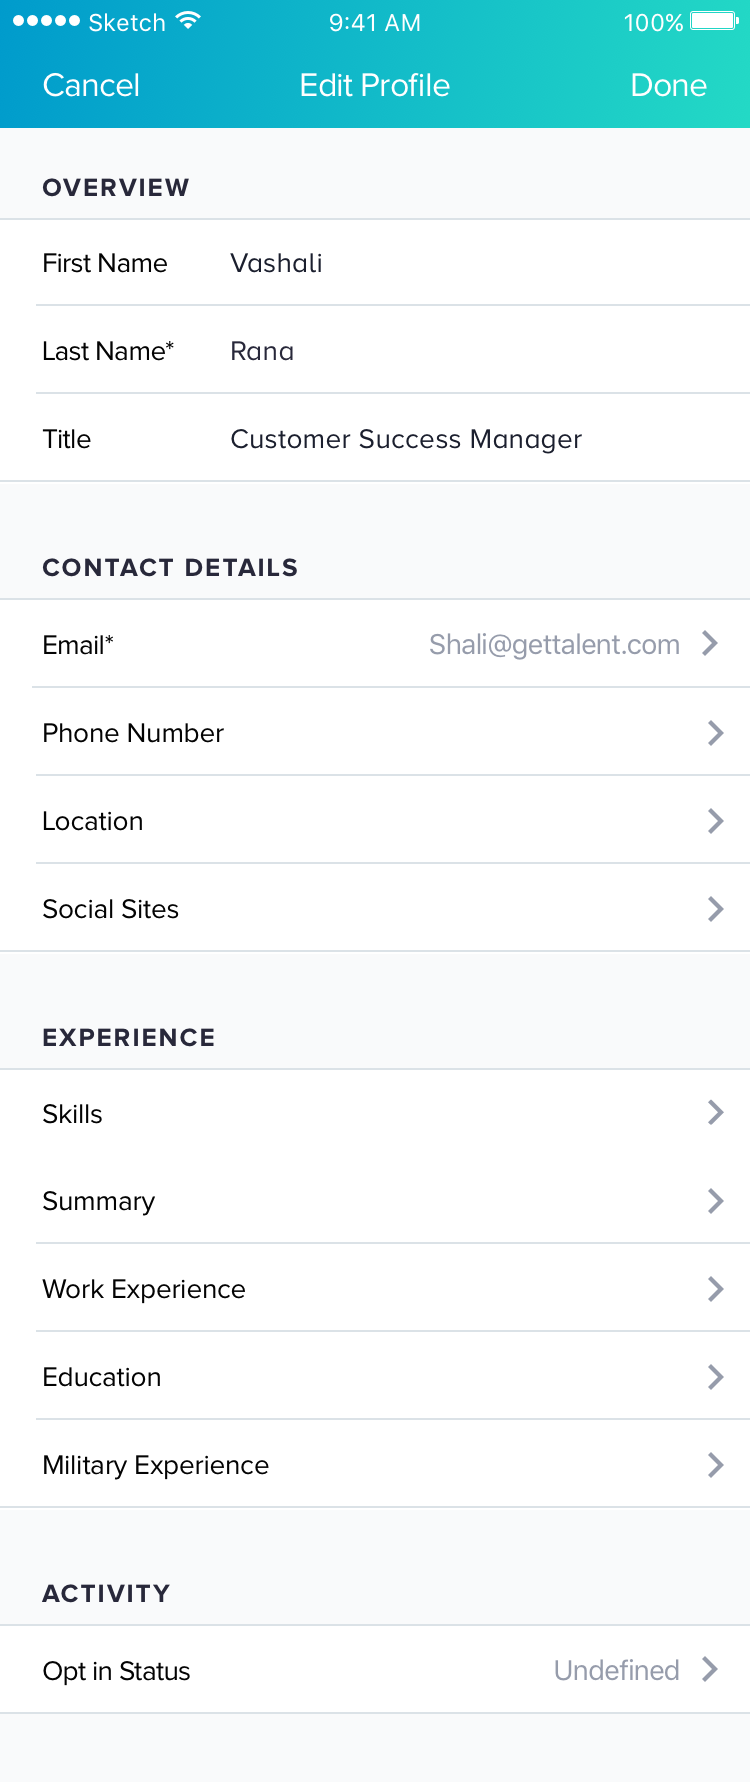 Sketch 9:41 AM 100%
Cancel Edit Profile Done
OVERVIEW
First Name Vashali
Last Name* Rana
Title Customer Success Manager
CONTACT DETAILS
Email* Shali@gettalent.com
Phone Number
Location
Social Sites
EXPERIENCE
Skills
Summary
Work Experience
Education
Military Experience
ACTIVITY
Opt in Status Undefined